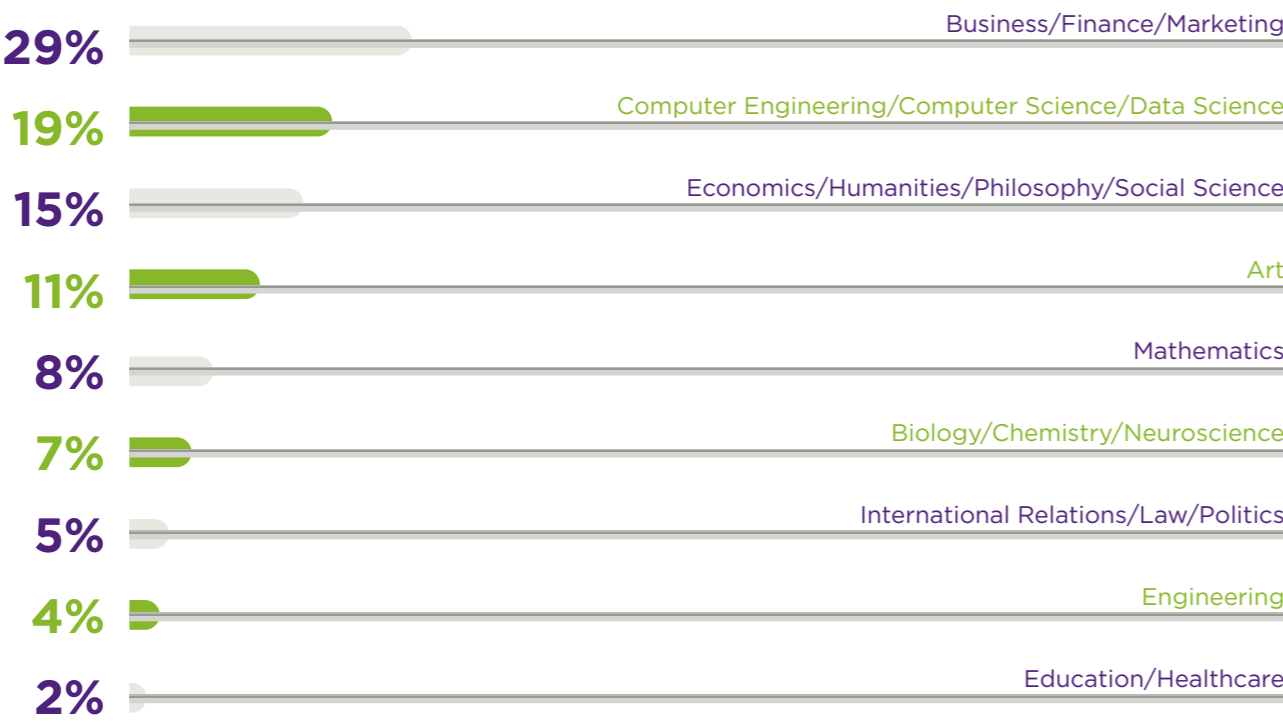 29% Business/Finance/Marketing
19% Computer Engineering/Computer Science/Data Science
15% Economics/Humanities/Philosophy/Social Science
11% Art
8% Mathematics
7% Biology/Chemistry/Neuroscience
5% International Relations/Law/Politics
4% Engineering
2% Education/Healthcare